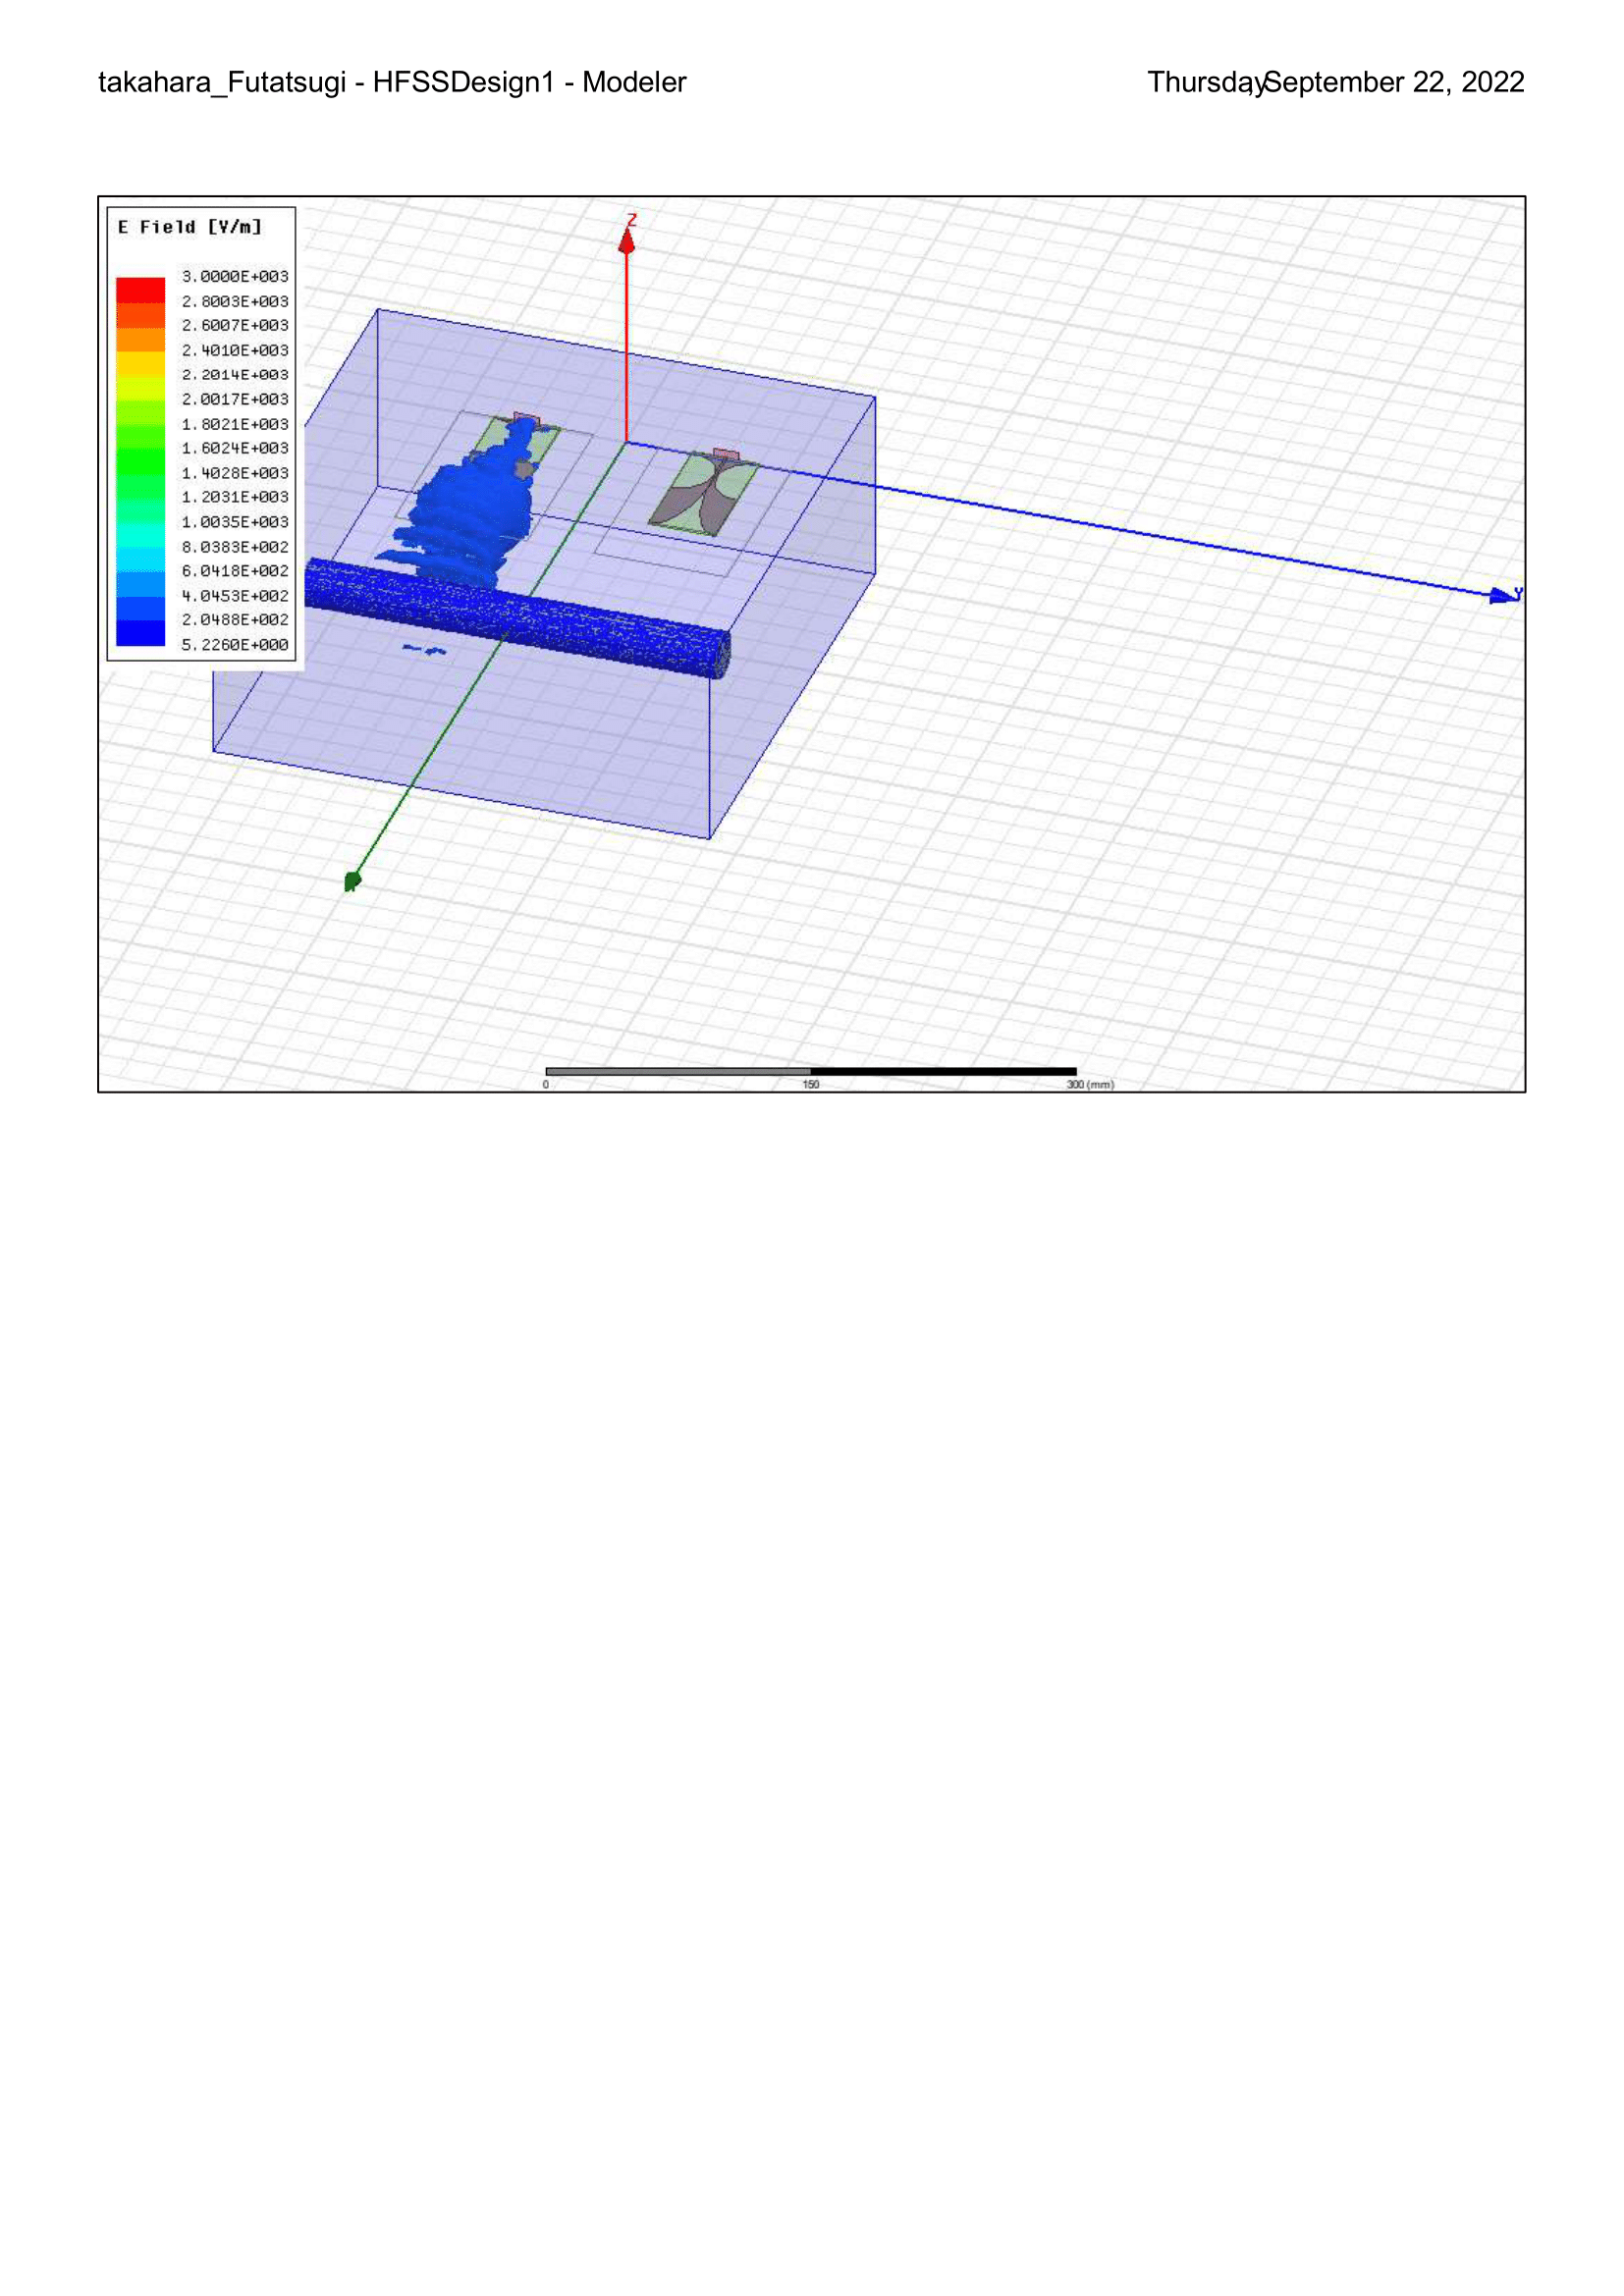 takahara_Futatsugi - HFSSDesign1 - Modeler
Thursday, September 22, 2022
E Field [V/m]
3.0000E+003
2.8003E+003
2.6007E+003
2.4010E+003
2.2014E+003
2.0017E+003
1.8021E+003
1.6024E+003
1.4028E+003
1.2031E+003
1.0035E+003
8.0383E+002
6.0418E+002
4.0453E+002
2.0488E+002
5.2260E+000
Z
Y
0
150
300 (mm)